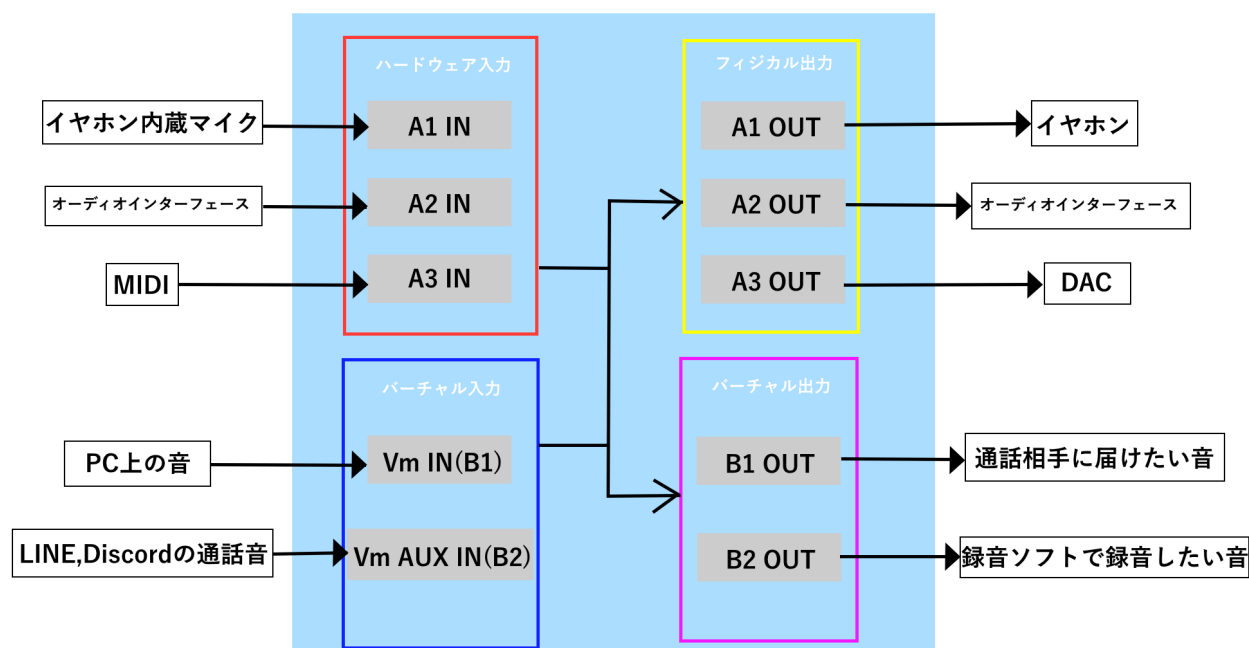 ハードウェア入力
イヤホン内蔵マイク
A1 IN
オーディオインターフェース
A2 IN
MIDI
A3 IN
フィジカル出力
A1 OUT
イヤホン
A2 OUT
オーディオインターフェース
A3 OUT
DAC
バーチャル入力
PC上の音
Vm IN(B1)
LINE,Discordの通話音
Vm AUX IN(B2)
バーチャル出力
B1 OUT
通話相手に届けたい音
B2 OUT
録音ソフトで録音したい音